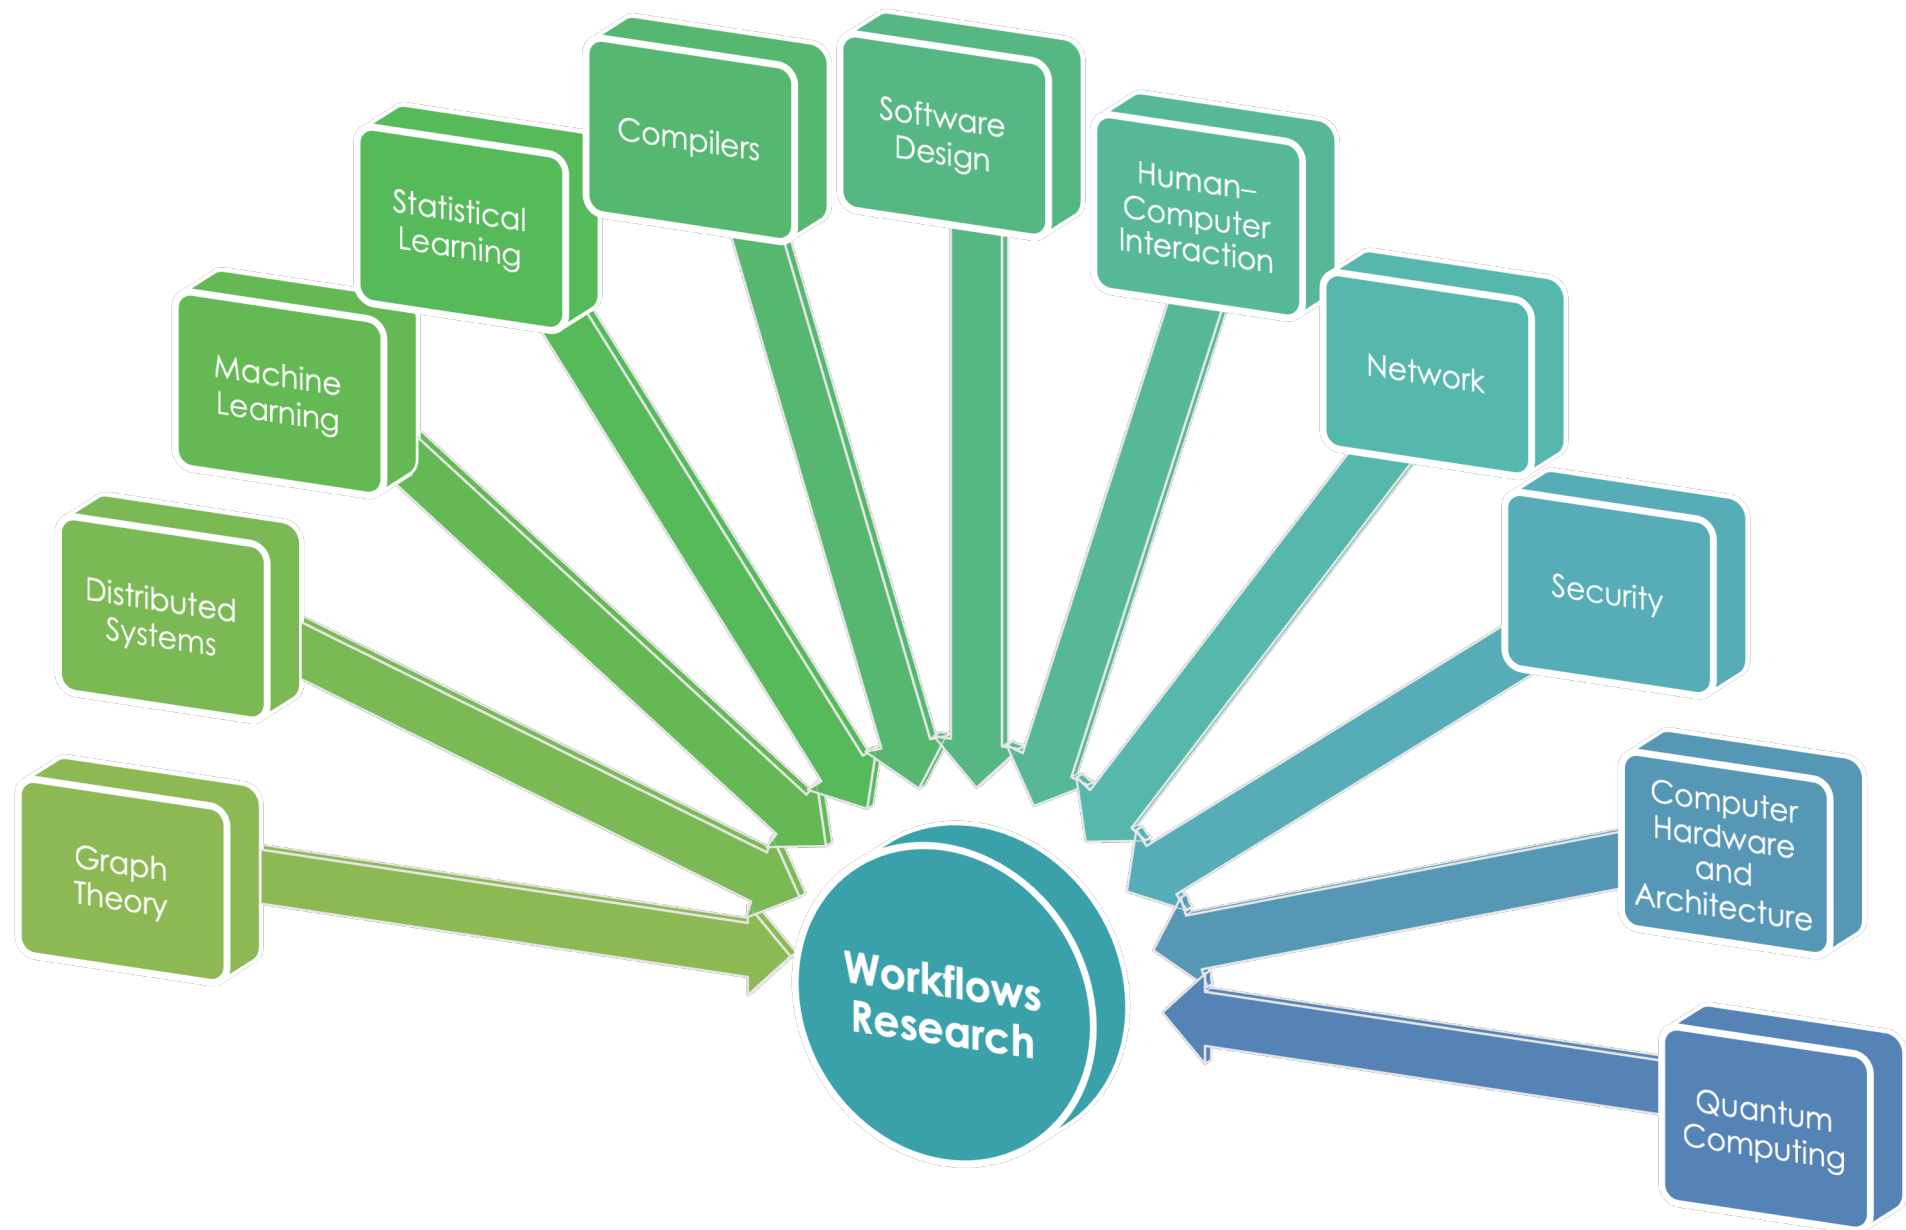 Graph
Theory
Distributed
Systems
Machine
Learning
Statistical
Learning
Compilers
Software
Design
Human–
Computer
Interaction
Network
Security
Computer
Hardware
and
Architecture
Quantum
Computing
Workflows
Research